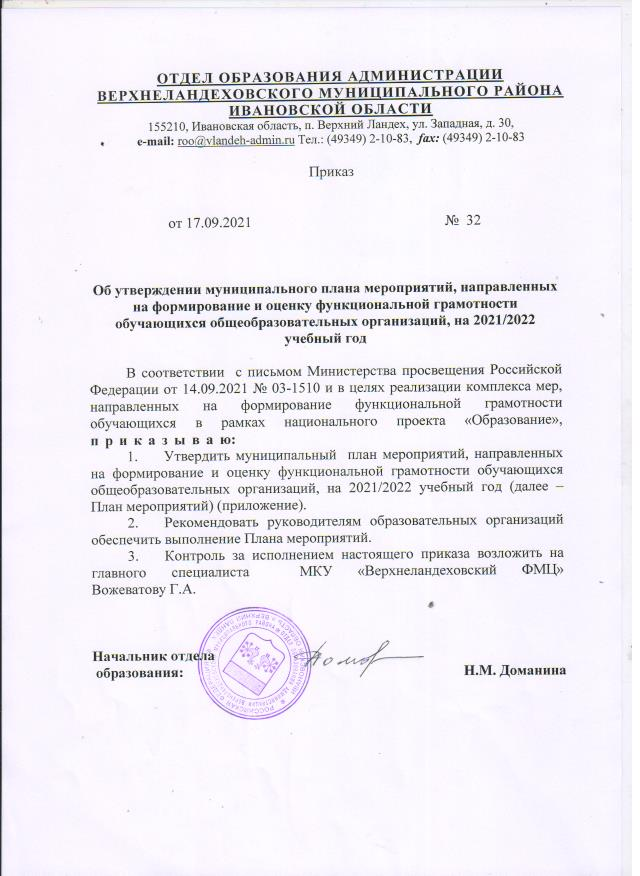 ОТДЕЛ ОБРАЗОВАНИЯ АДМИНИСТРАЦИИ
ВЕРХНЕЛАНДЕХОВСКОГО МУНИЦИПАЛЬНОГО РАЙОНА
ИВАНОВСКОЙ ОБЛАСТИ
155210, Ивановская область, п. Верхний Ландех, ул. Западная, д. 30,
e-mail: roo@vlandeh-admin.ru Тел.: (49349) 2-10-83, fax: (49349) 2-10-83
Приказ
от 17.09.2021 № 32
Об утверждении муниципального плана мероприятий, направленных
на формирование и оценку функциональной грамотности
обучающихся общеобразовательных организаций, на 2021/2022
учебный год
В соответствии с письмом Министерства просвещения Российской
Федерации от 14.09.2021 № 03-1510 и в целях реализации комплекса мер,
направленных на формирование функциональной грамотности
обучающихся в рамках национального проекта «Образование»,
п р и к а з ы в а ю:
1. Утвердить муниципальный план мероприятий, направленных
на формирование и оценку функциональной грамотности обучающихся
общеобразовательных организаций, на 2021/2022 учебный год (далее –
План мероприятий) (приложение).
2. Рекомендовать руководителям образовательных организаций
обеспечить выполнение Плана мероприятий.
3. Контроль за исполнением настоящего приказа возложить на
главного специалиста МКУ «Верхнеландеховский ФМЦ»
Вожеватову Г.А.
Начальник отдела
образования: Н.М. Доманина